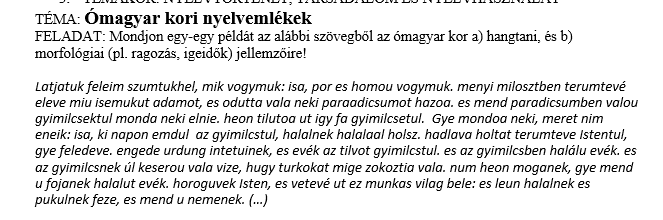 TÉMA: Ómagyar kori nyelvemlékek
FELADAT: Mondjon egy-egy példát az alábbi szövegből az ómagyar kor a) hangtani, és b)
morfológiai (pl. ragozás, igeidők) jellemzőire!
Latjatuk feleim szumtukhel, mik vogymuk: isa, por es homou vogymuk. menyi milosztben terumtevé
eleve miu isemukut adamot, es odutta vala neki paraadicsumot hazoa. es mend paradicsumben valou
gyimilcsektul monda neki elnie. heon tilutoa ut igy fa gyimilcsetul.  Gye mondoa neki, meret nim
eneik: isa, ki napon emdul  az gyimilcstul, halalnek halalaal holsz. hadlava holtat terumteve Istentul,
gye feledeve. engede urdung intetuinek, es evék az tilvot gyimilcstul. es az gyimilcsben halálu evék. es
az gyimilcsnek úl keserou vala vize, hugy turkokat mige zokoztia vala. num heon moganek, gye mend
u fojanek halalut evék. horoguvek Isten, es vetevé ut ez munkas vilag bele: es leun halalnek es
pukulnek feze, es mend u nemenek. (…)